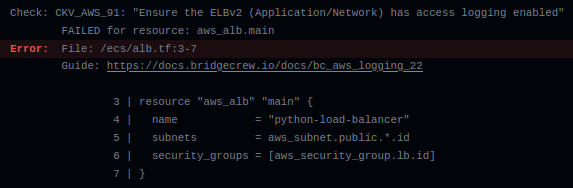 Check: CKV_AWS_91: "Ensure the ELBv2 (Application/Network) has access logging enabled"
FAILED for resource: aws_alb.main
Error: File: /ecs/alb.tf:3-7
Guide: https://docs.bridgecrew.io/docs/bc_aws_logging_22
3 | resource "aws_alb" "main" {
4 | name = "python-load-balancer"
5 | subnets = aws_subnet.public.*.id
6 | security_groups = [aws_security_group.lb.id]
7 | }